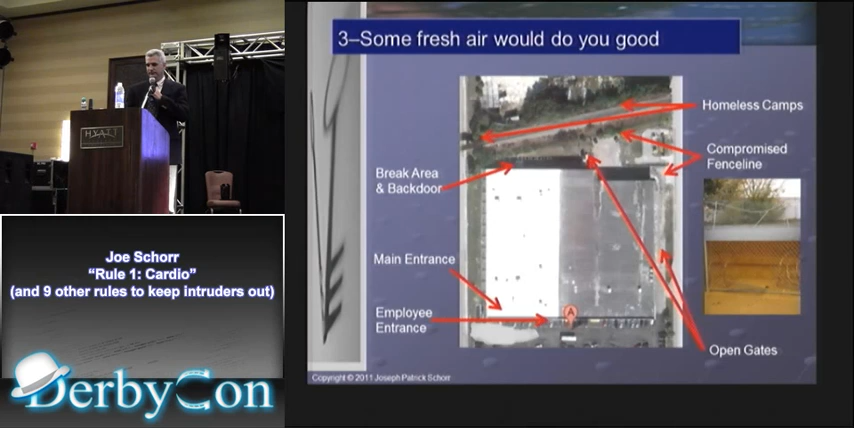 3–Some fresh air would do you good
Homeless Camps
Compromised
Fenceline
Break Area
& Backdoor
Main Entrance
Employee
Entrance
A
Open Gates
Copyright © 2011 Joseph Patrick Schorr
HYATT
Joe Schorr
“Rule 1: Cardio”
(and 9 other rules to keep intruders out)
DerbyCon